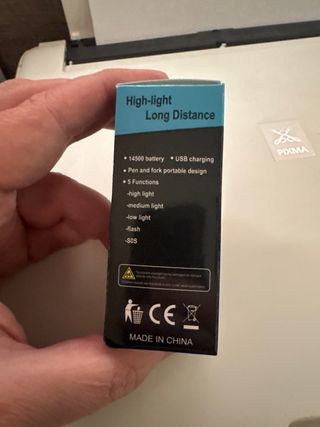 High-light
Long Distance
• 14500 battery • USB charging
• Pen and fork portable design
• 5 Functions
-high light
-medium light
-low light
-flash
-SOS
CE
MADE IN CHINA
PIXMA